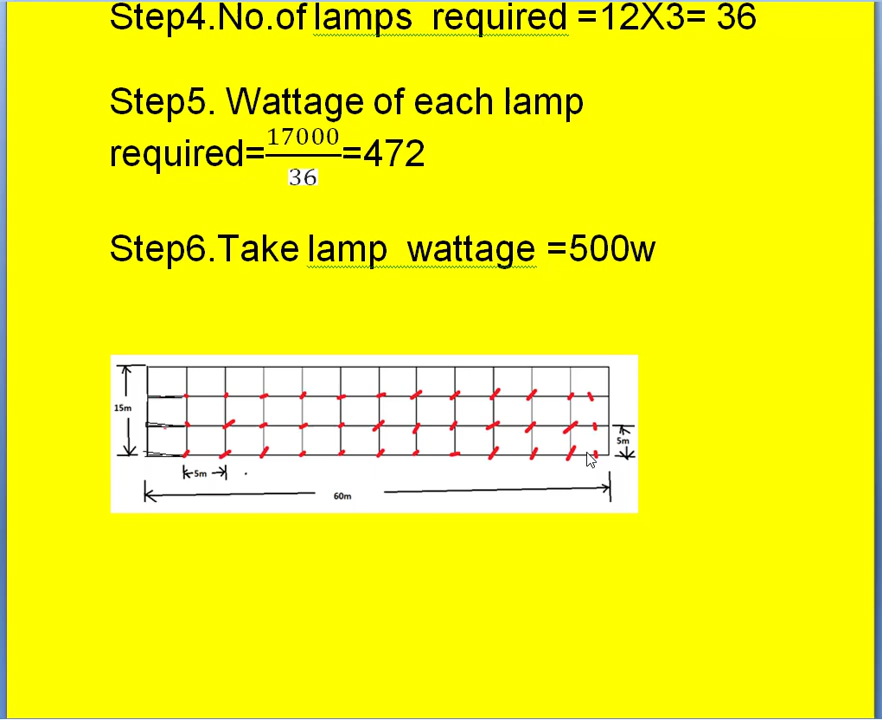 Step4.No.of lamps required =12X3= 36
Step5. Wattage of each lamp
required=17000/36=472
Step6.Take lamp wattage =500w
15m
5m
5m
60m